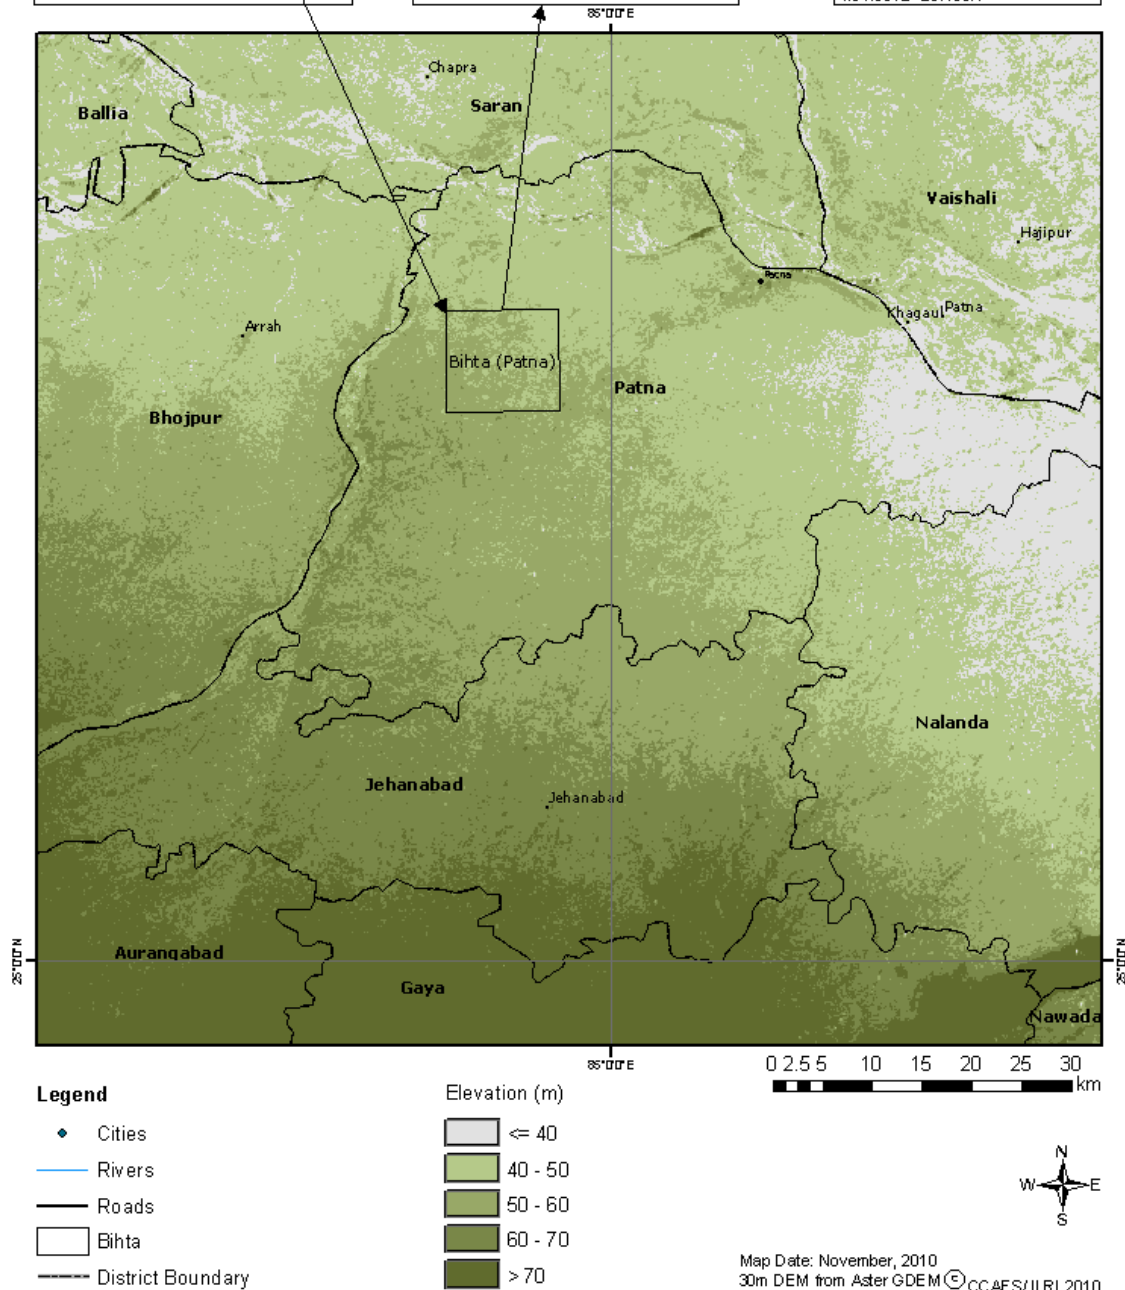 85°0'0"E
Chapra
Saran
Ballia
Vaishali
Hajipur
Patna
Khagaul
Patna
Arrah
Bihta (Patna)
Patna
Bhojpur
Nalanda
Jehanabad
Jehanabad
Aurangabad
25°0'0"N
25°0'0"N
Gaya
Nawada
85°0'0"E
0 2.5 5 10 15 20 25 30
km
Legend
Cities
Rivers
Roads
Bihta
District Boundary
Elevation (m)
<= 40
40 - 50
50 - 60
60 - 70
> 70
N
W E
S
Map Date: November, 2010
30m DEM from Aster GDEM © CCAFS/ILRI 2010